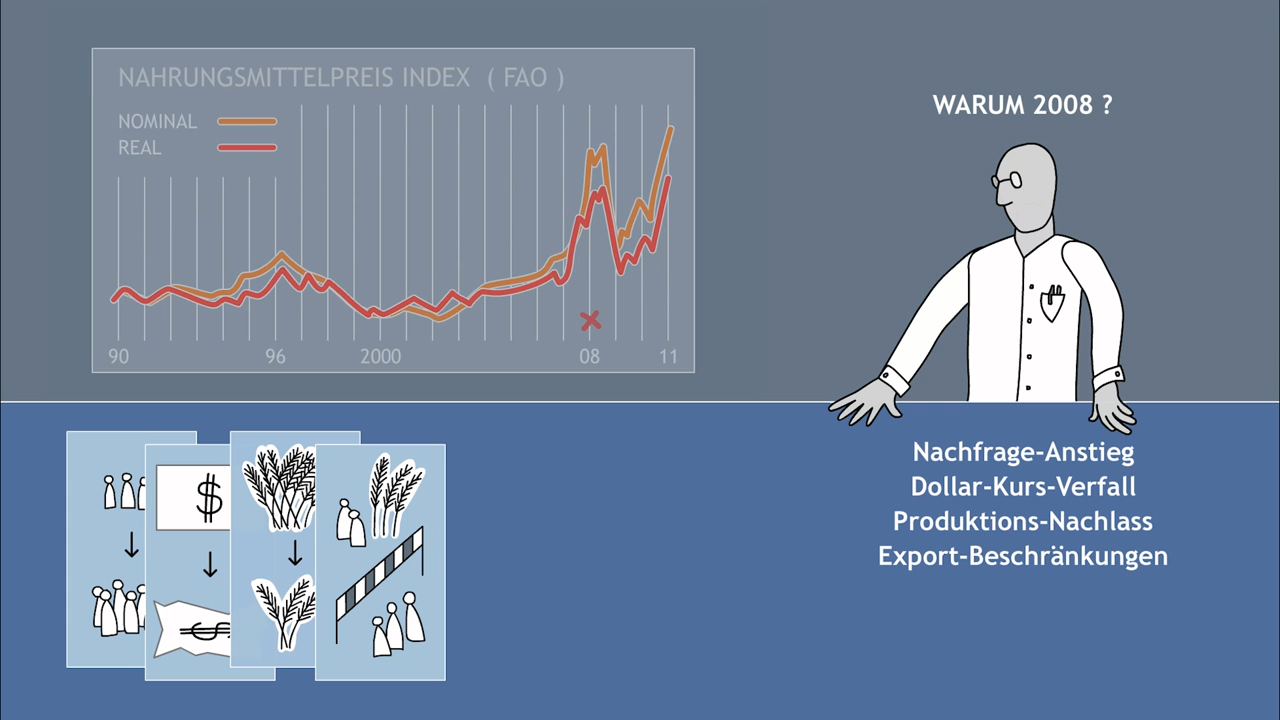 NAHRUNGSMITTELPREIS INDEX ( FAO )
NOMINAL
REAL
90 96 2000 08 11
WARUM 2008 ?
Nachfrage-Anstieg
Dollar-Kurs-Verfall
Produktions-Nachlass
Export-Beschränkungen
$
$